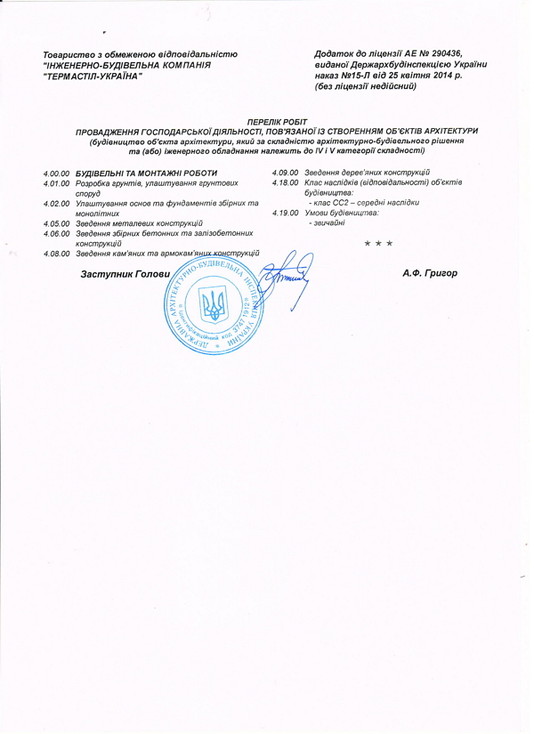 Товариство з обмеженою відповідальністю
"ІНЖЕНЕРНО-БУДІВЕЛЬНА КОМПАНІЯ
"ТЕРМАСТІЛ-УКРАЇНА"
Додаток до ліцензії АЕ № 290436,
виданої Держархбудінспекцією України
наказ №15-Л від 25 квітня 2014 р.
(без ліцензії недійсний)
ПЕРЕЛІК РОБІТ
ПРОВАДЖЕННЯ ГОСПОДАРСЬКОЇ ДІЯЛЬНОСТІ, ПОВ'ЯЗАНОЇ ІЗ СТВОРЕННЯМ ОБ'ЄКТІВ АРХІТЕКТУРИ
(будівництво об'єкта архітектури, який за складністю архітектурно-будівельного рішення
та (або) інженерного обладнання належить до IV і V категорії складності)
4.00.00 БУДІВЕЛЬНІ ТА МОНТАЖНІ РОБОТИ
4.01.00 Розробка ґрунтів, улаштування ґрунтових
споруд
4.02.00 Улаштування основ та фундаментів збірних та
монолітних
4.05.00 Зведення металевих конструкцій
4.06.00 Зведення збірних бетонних та залізобетонних
конструкцій
4.08.00 Зведення кам'яних та армокам'яних конструкцій
4.09.00 Зведення дерев'яних конструкцій
4.18.00 Клас наслідків (відповідальності) об'єктів
будівництва:
- клас СС2 – середні наслідки
4.19.00 Умови будівництва:
- звичайні
* * *
Заступник Голови
А.Ф. Григор
ДЕРЖАВНА АРХІТЕКТУРНО-БУДІВЕЛЬНА ІНСПЕКЦІЯ УКРАЇНИ